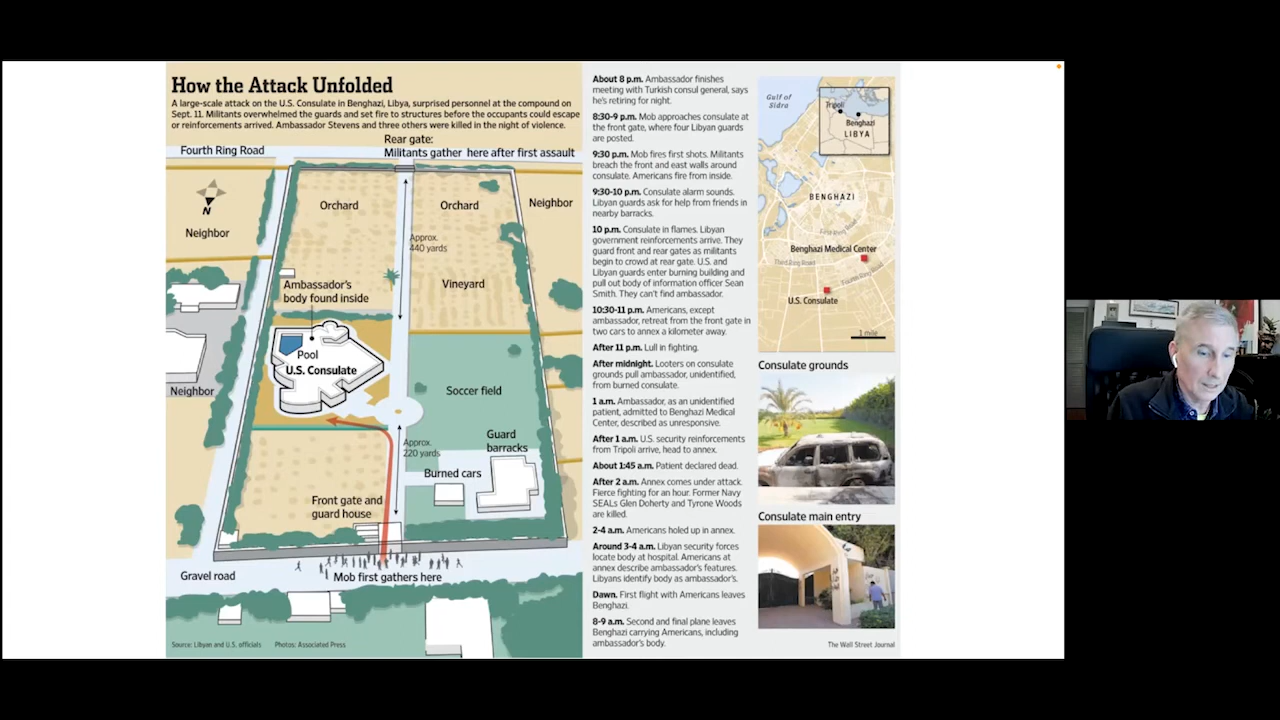 How the Attack Unfolded
A large-scale attack on the U.S. Consulate in Benghazi, Libya, surprised personnel at the compound on
Sept. 11. Militants overwhelmed the guards and set fire to structures before the occupants could escape
or reinforcements arrived. Ambassador Stevens and three others were killed in the night of violence.
Rear gate:
Militants gather here after first assault
Fourth Ring Road
N
Neighbor
Orchard
Orchard
Neighbor
Approx.
440 yards
Ambassador's
body found inside
Vineyard
Pool
U.S. Consulate
Neighbor
Soccer field
Approx.
220 yards
Guard
barracks
Burned cars
Front gate and
guard house
Gravel road
Mob first gathers here
Source: Libyan and U.S. officials
Photos: Associated Press
About 8 p.m. Ambassador finishes
meeting with Turkish consul general, says
he's retiring for night.
8:30-9 p.m. Mob approaches consulate at
the front gate, where four Libyan guards
are posted.
9:30 p.m. Mob fires first shots. Militants
breach the front and east walls around
consulate. Americans fire from inside.
9:30-10 p.m. Consulate alarm sounds.
Libyan guards ask for help from friends in
nearby barracks.
10 p.m. Consulate in flames. Libyan
government reinforcements arrive. They
guard front and rear gates as militants
begin to crowd at rear gate. U.S. and
Libyan guards enter burning building and
pull out body of information officer Sean
Smith. They can't find ambassador.
10:30-11 p.m. Americans, except
ambassador, retreat from the front gate in
two cars to annex a kilometer away.
After 11 p.m. Lull in fighting.
After midnight. Looters on consulate
grounds pull ambassador, unidentified,
from burned consulate.
1 a.m. Ambassador, as an unidentified
patient, admitted to Benghazi Medical
Center, described as unresponsive.
After 1 a.m. U.S. security reinforcements
from Tripoli arrive, head to annex.
About 1:45 a.m. Patient declared dead.
After 2 a.m. Annex comes under attack.
Fierce fighting for an hour. Former Navy
SEALs Glen Doherty and Tyrone Woods
are killed.
2-4 a.m. Americans holed up in annex.
Around 3-4 a.m. Libyan security forces
locate body at hospital. Americans at
annex describe ambassador's features.
Libyans identify body as ambassador's.
Dawn. First flight with Americans leaves
Benghazi.
8-9 a.m. Second and final plane leaves
Benghazi carrying Americans, including
ambassador's body.
Gulf of
Sidra
Tripoli
Benghazi
LIBYA
BENGHAZI
First Ring Road
Benghazi Medical Center
Third Ring Road
Fourth Ring Road
U.S. Consulate
1 mile
Consulate grounds
Consulate main entry
The Wall Street Journal